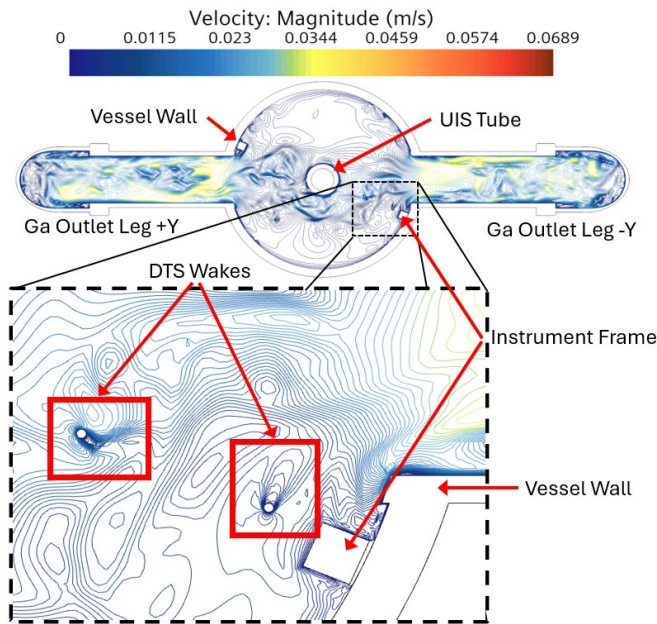 Velocity: Magnitude (m/s)
0 0.0115 0.023 0.0344 0.0459 0.0574 0.0689
Vessel Wall
UIS Tube
Ga Outlet Leg +Y
Ga Outlet Leg -Y
DTS Wakes
Instrument Frame
Vessel Wall